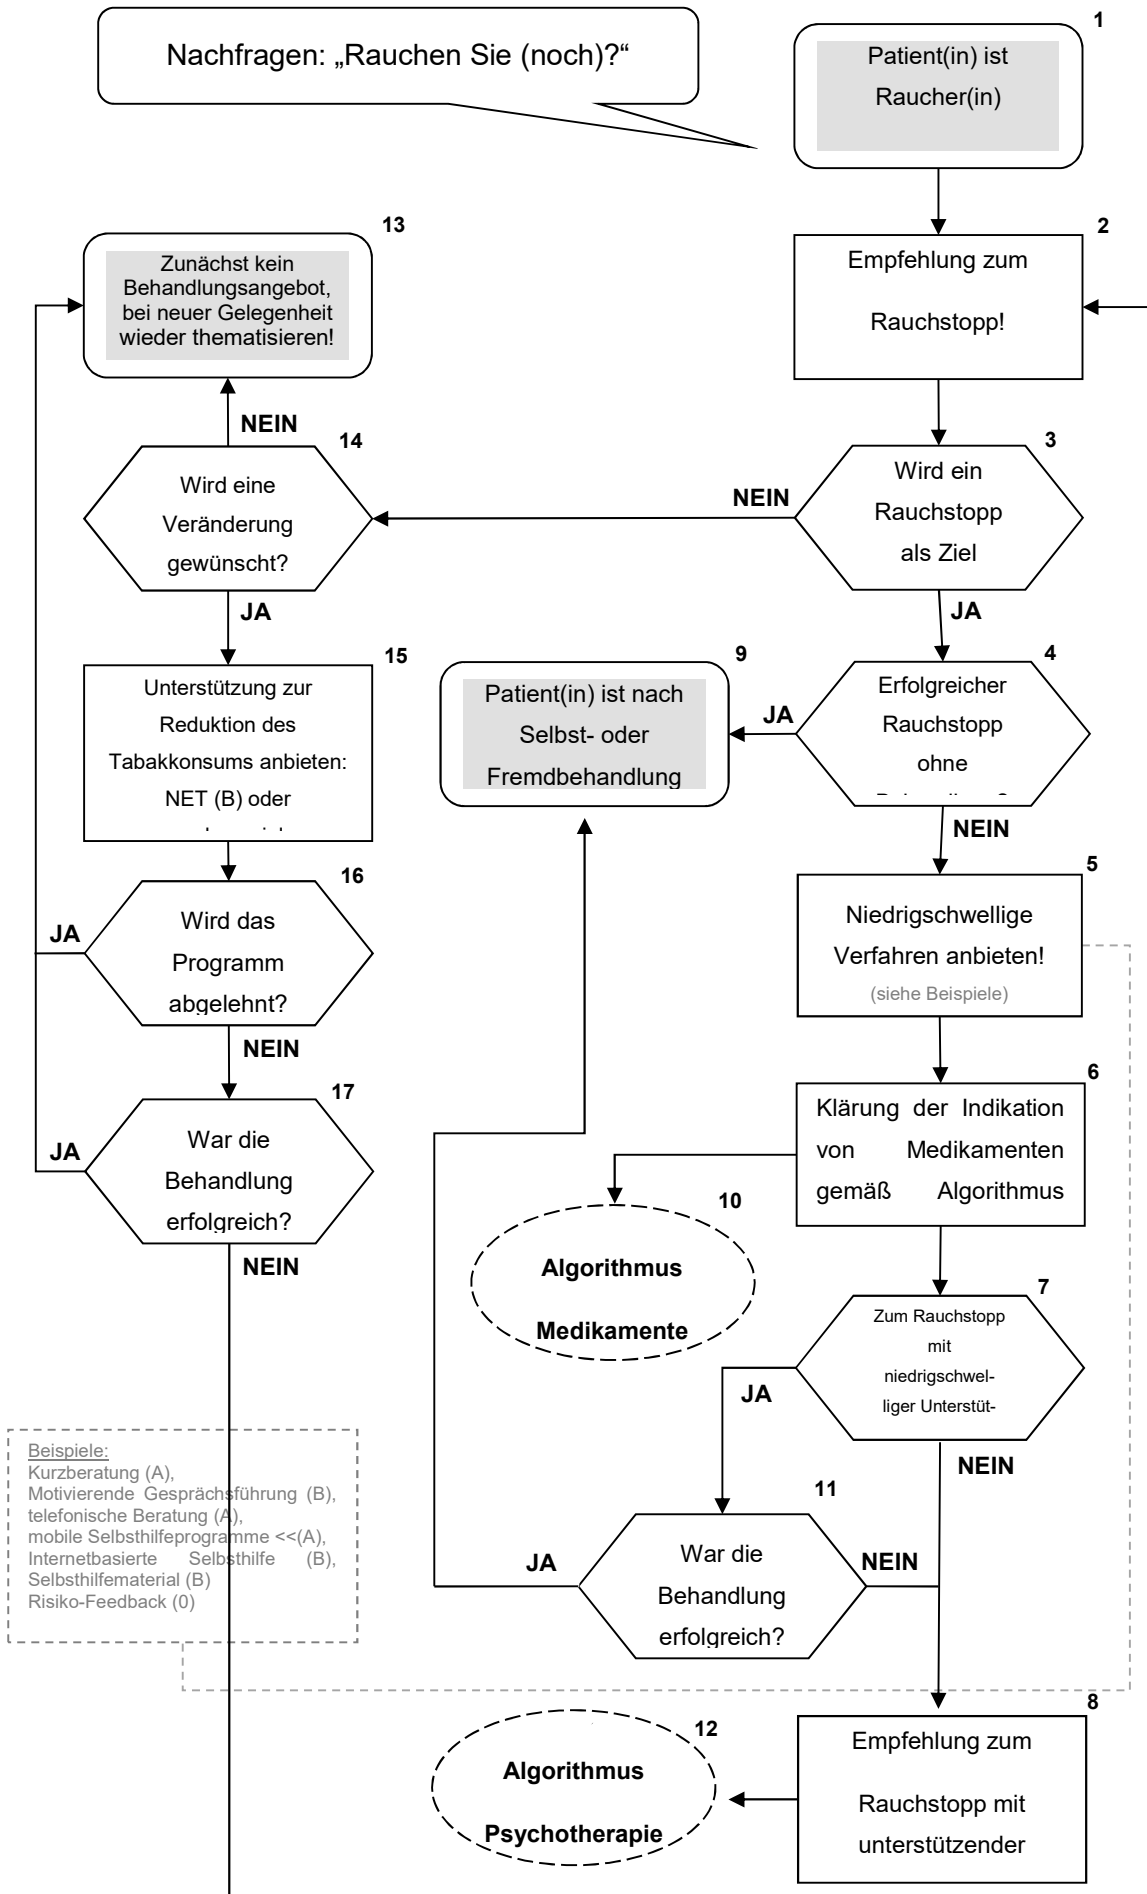 Nachfragen: „Rauchen Sie (noch)?“
1
Patient(in) ist
Raucher(in)
2
Empfehlung zum
Rauchstopp!
3
Wird ein
Rauchstopp
als Ziel
NEIN
JA
4
Erfolgreicher
Rauchstopp
ohne
JA
NEIN
9
Patient(in) ist nach
Selbst- oder
Fremdbehandlung
5
Niedrigschwellige
Verfahren anbieten!
(siehe Beispiele)
6
Klärung der Indikation
von Medikamenten
gemäß Algorithmus
10
Algorithmus
Medikamente
7
Zum Rauchstopp
mit
niedrigschwel-
liger Unterstüt-
JA
NEIN
11
War die
Behandlung
erfolgreich?
JA
NEIN
8
Empfehlung zum
Rauchstopp mit
unterstützender
12
Algorithmus
Psychotherapie
13
Zunächst kein
Behandlungsangebot,
bei neuer Gelegenheit
wieder thematisieren!
NEIN
14
Wird eine
Veränderung
gewünscht?
JA
15
Unterstützung zur
Reduktion des
Tabakkonsums anbieten:
NET (B) oder
16
Wird das
Programm
abgelehnt?
JA
NEIN
17
War die
Behandlung
erfolgreich?
JA
NEIN
Beispiele:
Kurzberatung (A),
Motivierende Gesprächsführung (B),
telefonische Beratung (A),
mobile Selbsthilfeprogramme <<(A),
Internetbasierte Selbsthilfe (B),
Selbsthilfematerial (B)
Risiko-Feedback (0)